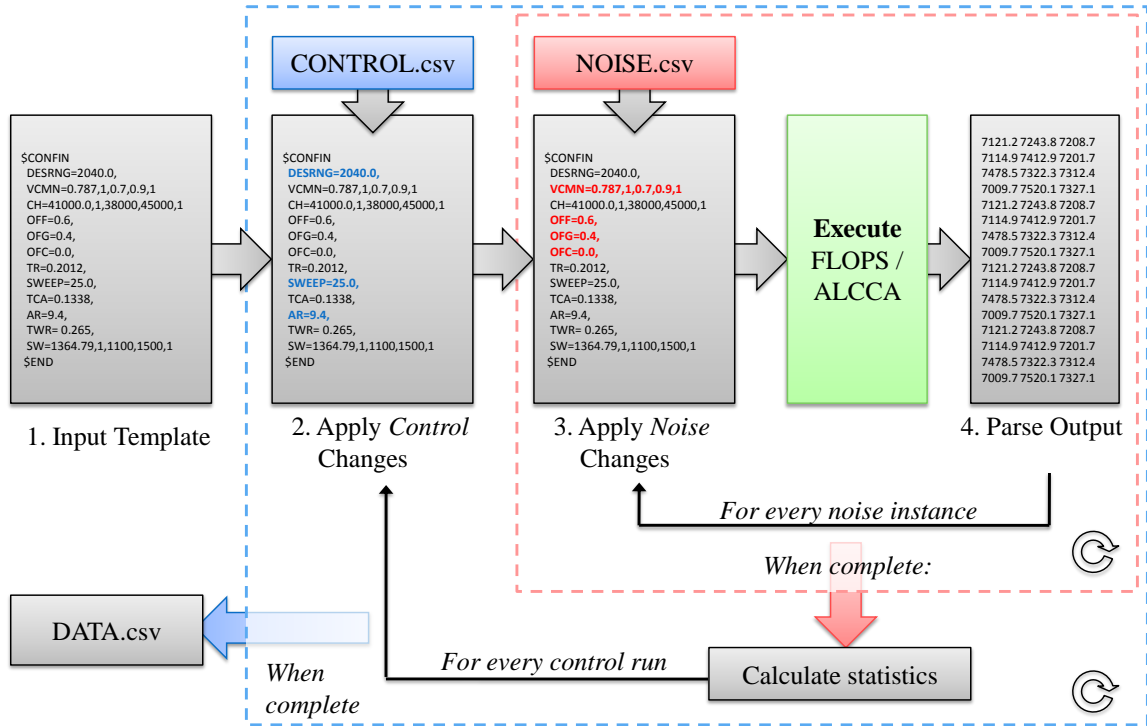 CONTROL.csv
NOISE.csv
$CONFIN
DESRNG=2040.0,
VCMN=0.787,1,0.7,0.9,1
CH=41000.0,1,38000,45000,1
OFF=0.6,
OFG=0.4,
OFC=0.0,
TR=0.2012,
SWEEP=25.0,
TCA=0.1338,
AR=9.4,
TWR= 0.265,
SW=1364.79,1,1100,1500,1
$END
$CONFIN
DESRNG=2040.0,
VCMN=0.787,1,0.7,0.9,1
CH=41000.0,1,38000,45000,1
OFF=0.6,
OFG=0.4,
OFC=0.0,
TR=0.2012,
SWEEP=25.0,
TCA=0.1338,
AR=9.4,
TWR= 0.265,
SW=1364.79,1,1100,1500,1
$END
$CONFIN
DESRNG=2040.0,
VCMN=0.787,1,0.7,0.9,1
CH=41000.0,1,38000,45000,1
OFF=0.6,
OFG=0.4,
OFC=0.0,
TR=0.2012,
SWEEP=25.0,
TCA=0.1338,
AR=9.4,
TWR= 0.265,
SW=1364.79,1,1100,1500,1
$END
Execute
FLOPS /
ALCCA
7121.2 7243.8 7208.7
7114.9 7412.9 7201.7
7478.5 7322.3 7312.4
7009.7 7520.1 7327.1
7121.2 7243.8 7208.7
7114.9 7412.9 7201.7
7478.5 7322.3 7312.4
7009.7 7520.1 7327.1
7121.2 7243.8 7208.7
7114.9 7412.9 7201.7
7478.5 7322.3 7312.4
7009.7 7520.1 7327.1
7121.2 7243.8 7208.7
7114.9 7412.9 7201.7
7478.5 7322.3 7312.4
7009.7 7520.1 7327.1
1. Input Template
2. Apply Control
Changes
3. Apply Noise
Changes
4. Parse Output
For every noise instance
When complete:
DATA.csv
When
complete
For every control run
Calculate statistics